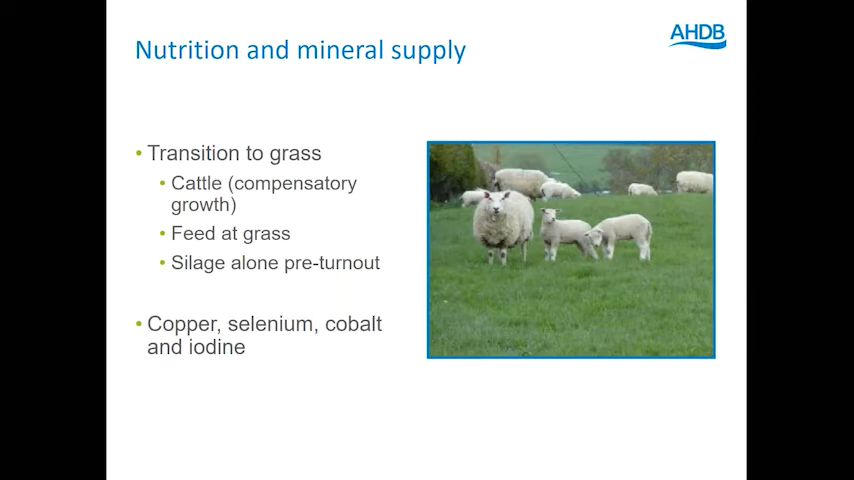 Nutrition and mineral supply
AHDB
• Transition to grass
• Cattle (compensatory
growth)
• Feed at grass
• Silage alone pre-turnout
• Copper, selenium, cobalt
and iodine